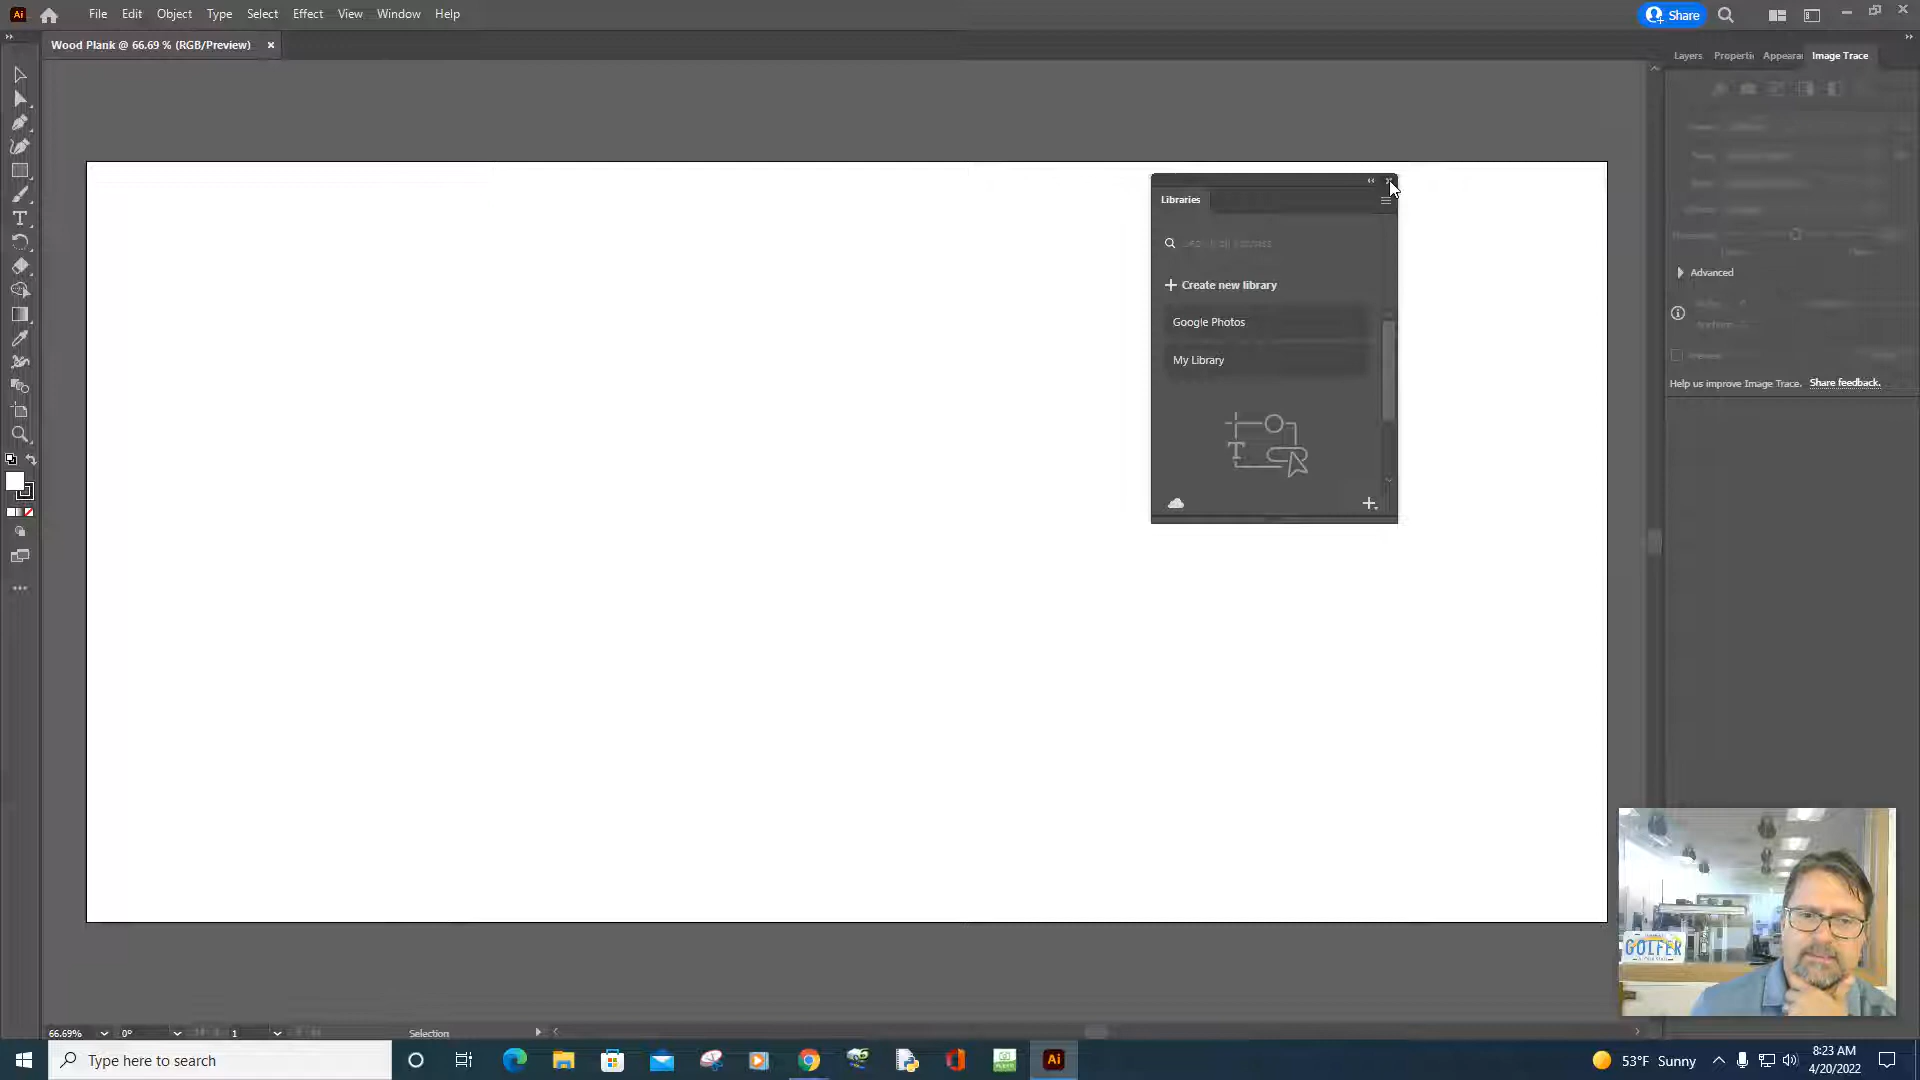 Ai File Edit Object Type Select Effect View Window Help Share
Wood Plank @ 66.69 % (RGB/Preview) ×
Layers Properti Appeara Image Trace
Libraries
Create new library
Google Photos
My Library
T
Advanced
Help us improve Image Trace. Share feedback.
GOLFER
66.69% 0° 1 Selection
Type here to search
Ai
53°F Sunny
8:23 AM
4/20/2022